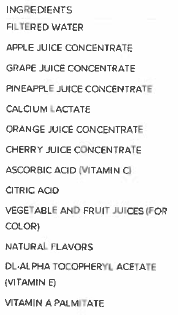 INGREDIENTS
FILTERED WATER
APPLE JUICE CONCENTRATE
GRAPE JUICE CONCENTRATE
PINEAPPLE JUICE CONCENTRATE
CALCIUM LACTATE
ORANGE JUICE CONCENTRATE
CHERRY JUICE CONCENTRATE
ASCORBIC ACID (VITAMIN C)
CITRIC ACID
VEGETABLE AND FRUIT JUICES (FOR
COLOR)
NATURAL FLAVORS
DL-ALPHA TOCOPHERYL ACETATE
(VITAMIN E)
VITAMIN A PALMITATE